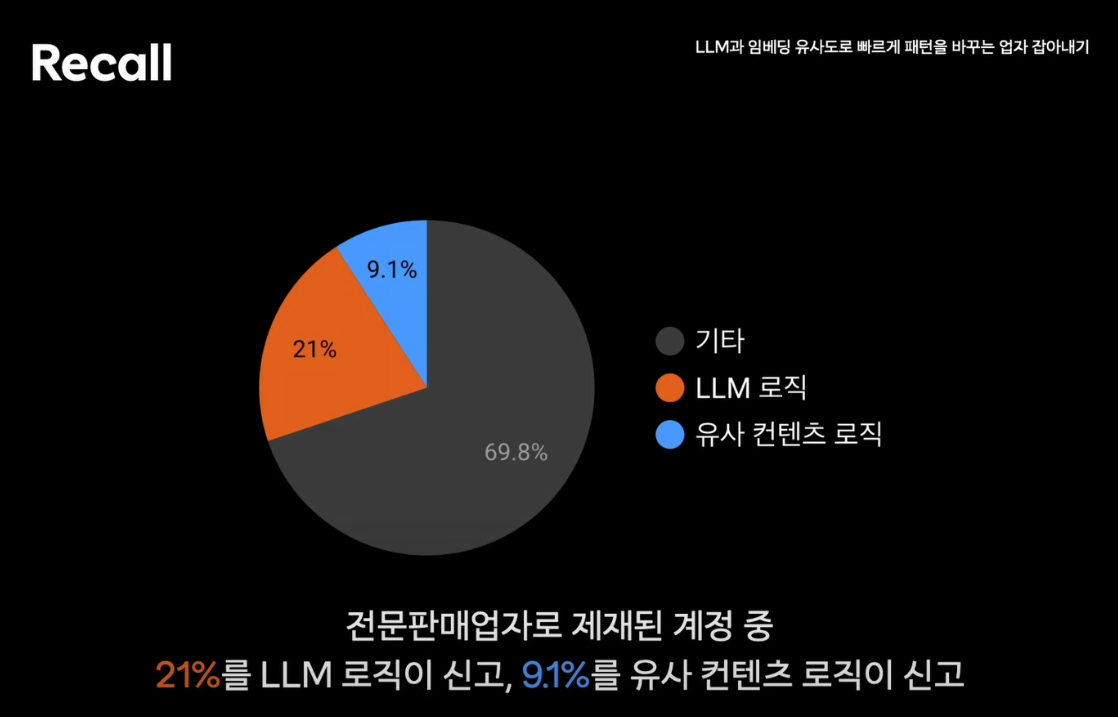 Recall
LLM과 임베딩 유사도로 빠르게 패턴을 바꾸는 업자 잡아내기
9.1%
21%
69.8%
기타
LLM 로직
유사 컨텐츠 로직
전문판매업자로 제재된 계정 중
21%를 LLM 로직이 신고, 9.1%를 유사 컨텐츠 로직이 신고